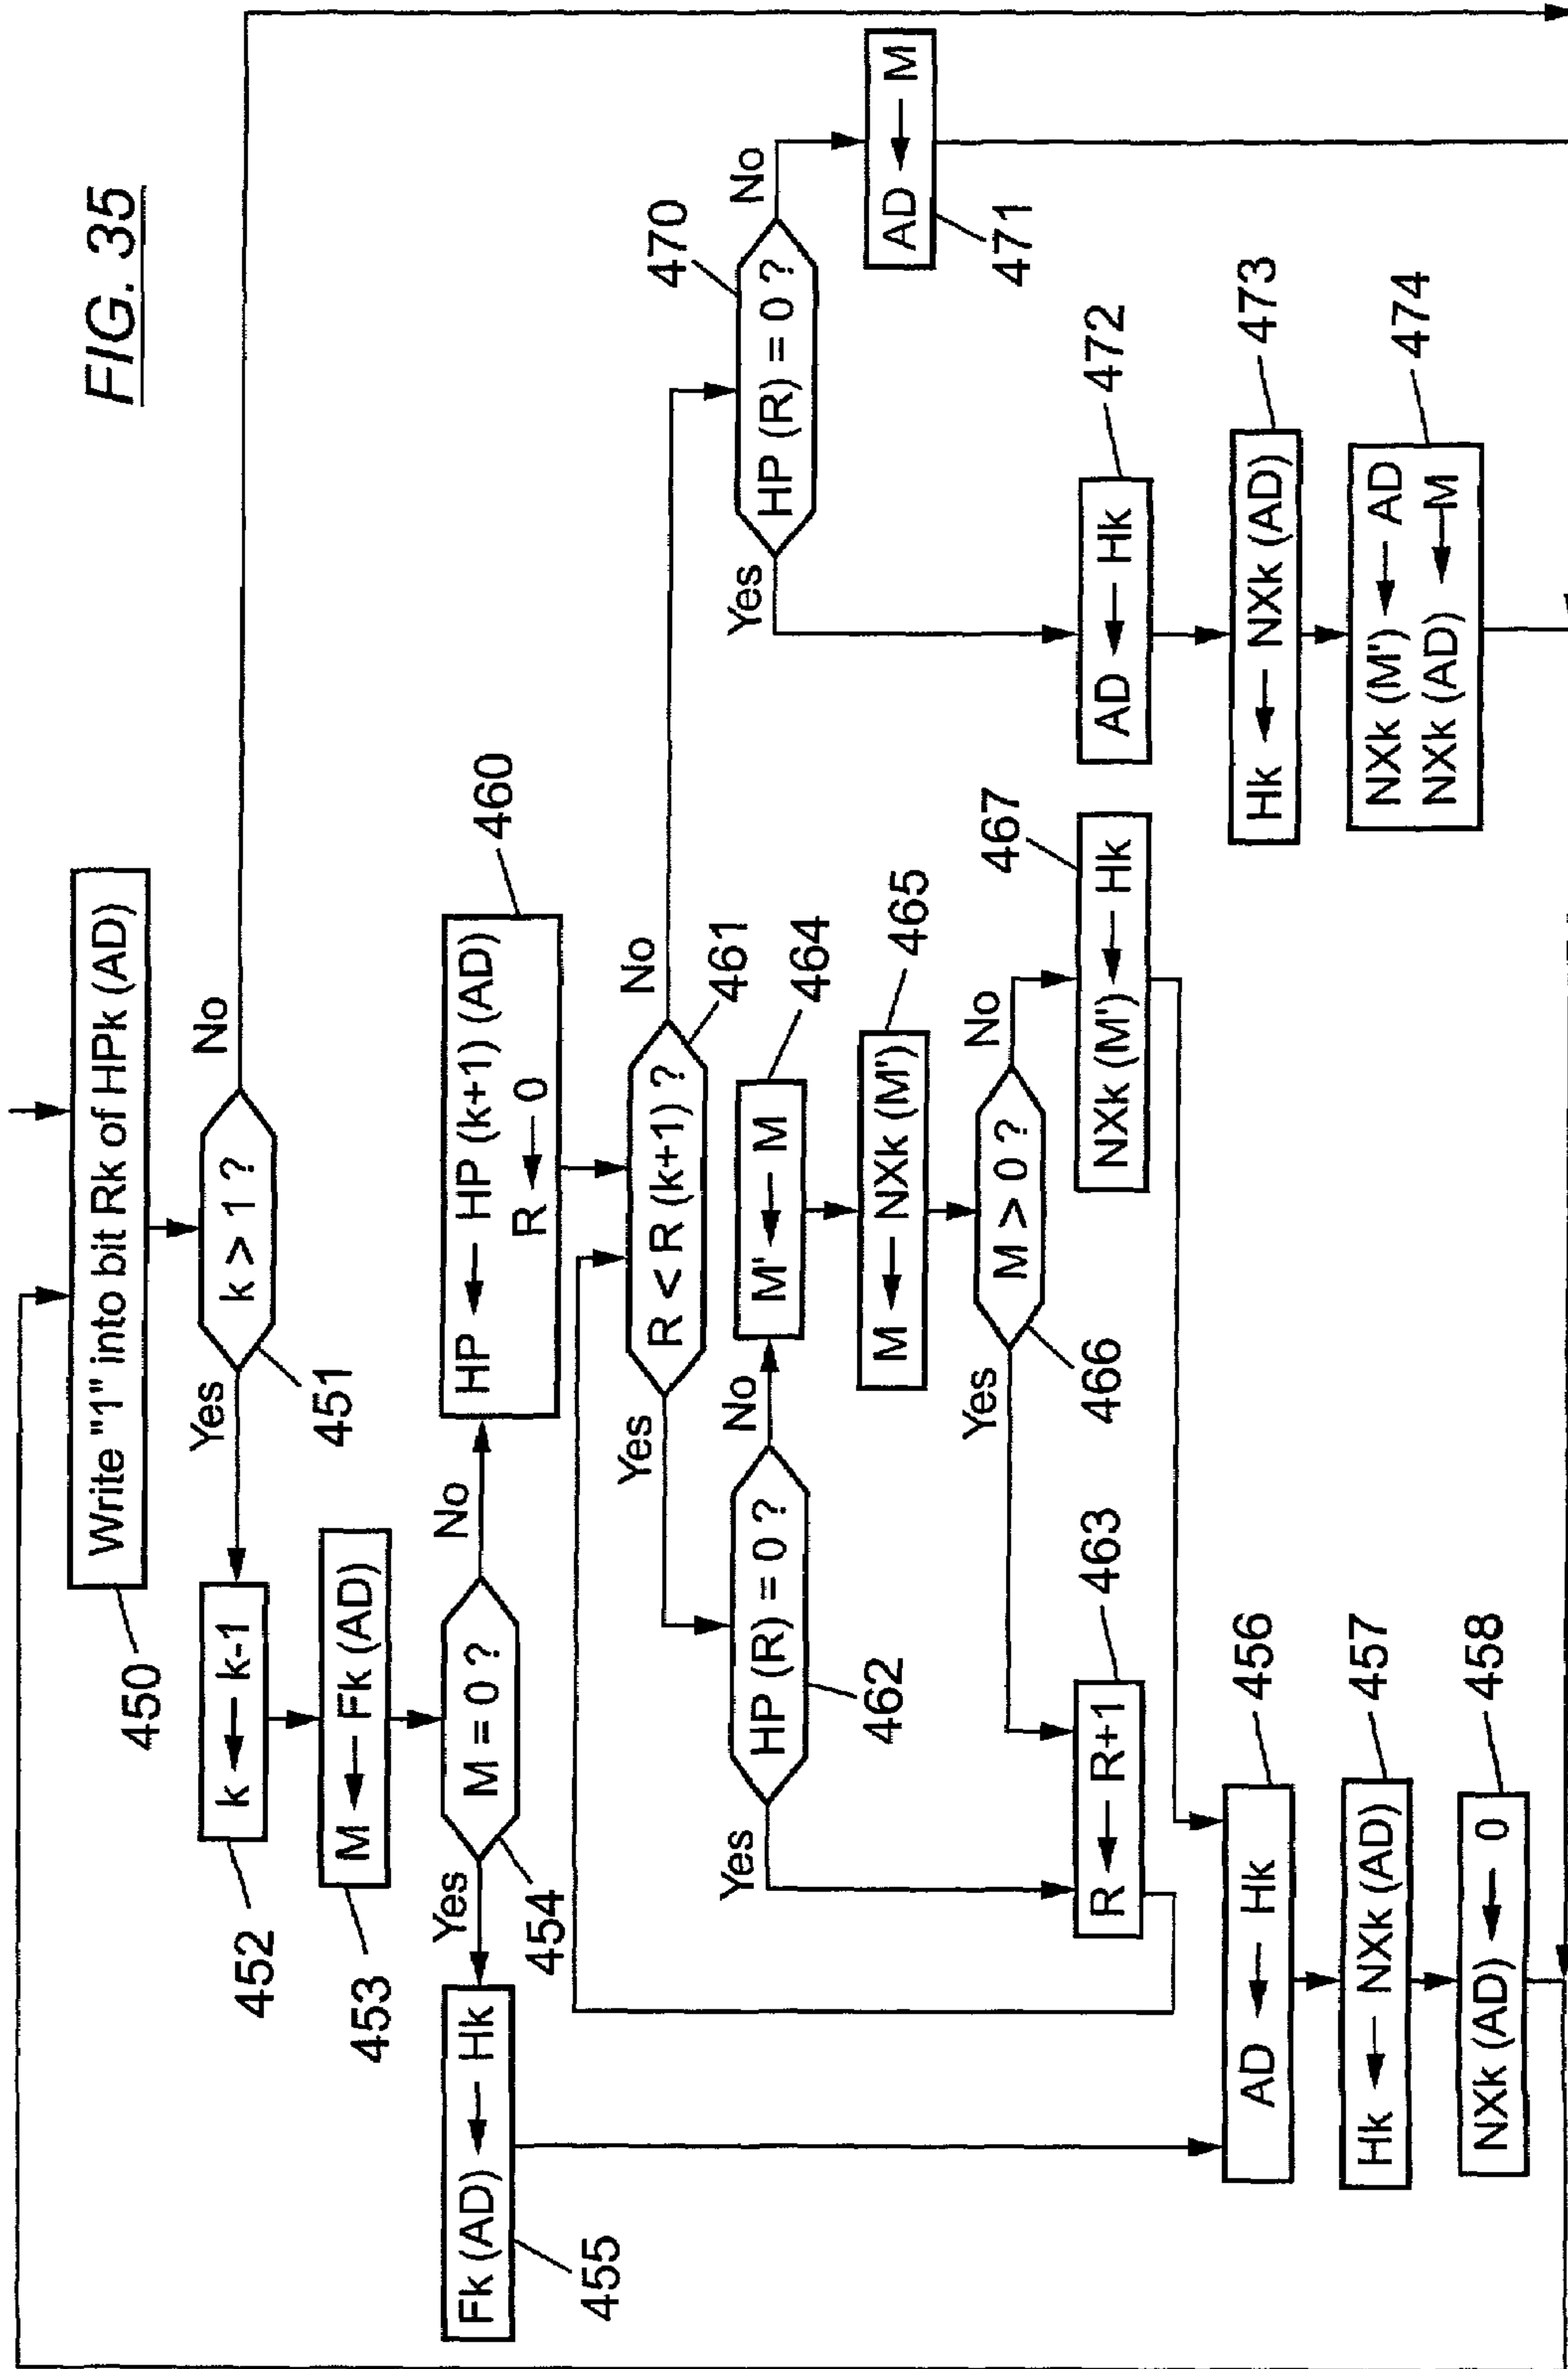 FIG. 35
Write "1" into bit Rk of HPk (AD)
450
k > 1 ?
Yes
No
451
k ← k-1
452
M ← Fk (AD)
453
M = 0 ?
Yes
No
454
Fk (AD) ← Hk
455
HP ← HP (k+1) (AD)
R ← 0
460
R < R (k+1) ?
Yes
No
461
HP (R) = 0 ?
Yes
No
462
M' ← M
464
M ← NXk (M')
465
M > 0 ?
Yes
No
466
R ← R+1
463
NXk (M') ← Hk
467
AD ← Hk
456
Hk ← NXk (AD)
457
NXk (AD) ← 0
458
HP (R) = 0 ?
Yes
No
470
AD ← M
471
AD ← Hk
472
Hk ← NXk (AD)
473
NXk (M') ← AD
NXk (AD) ← M
474